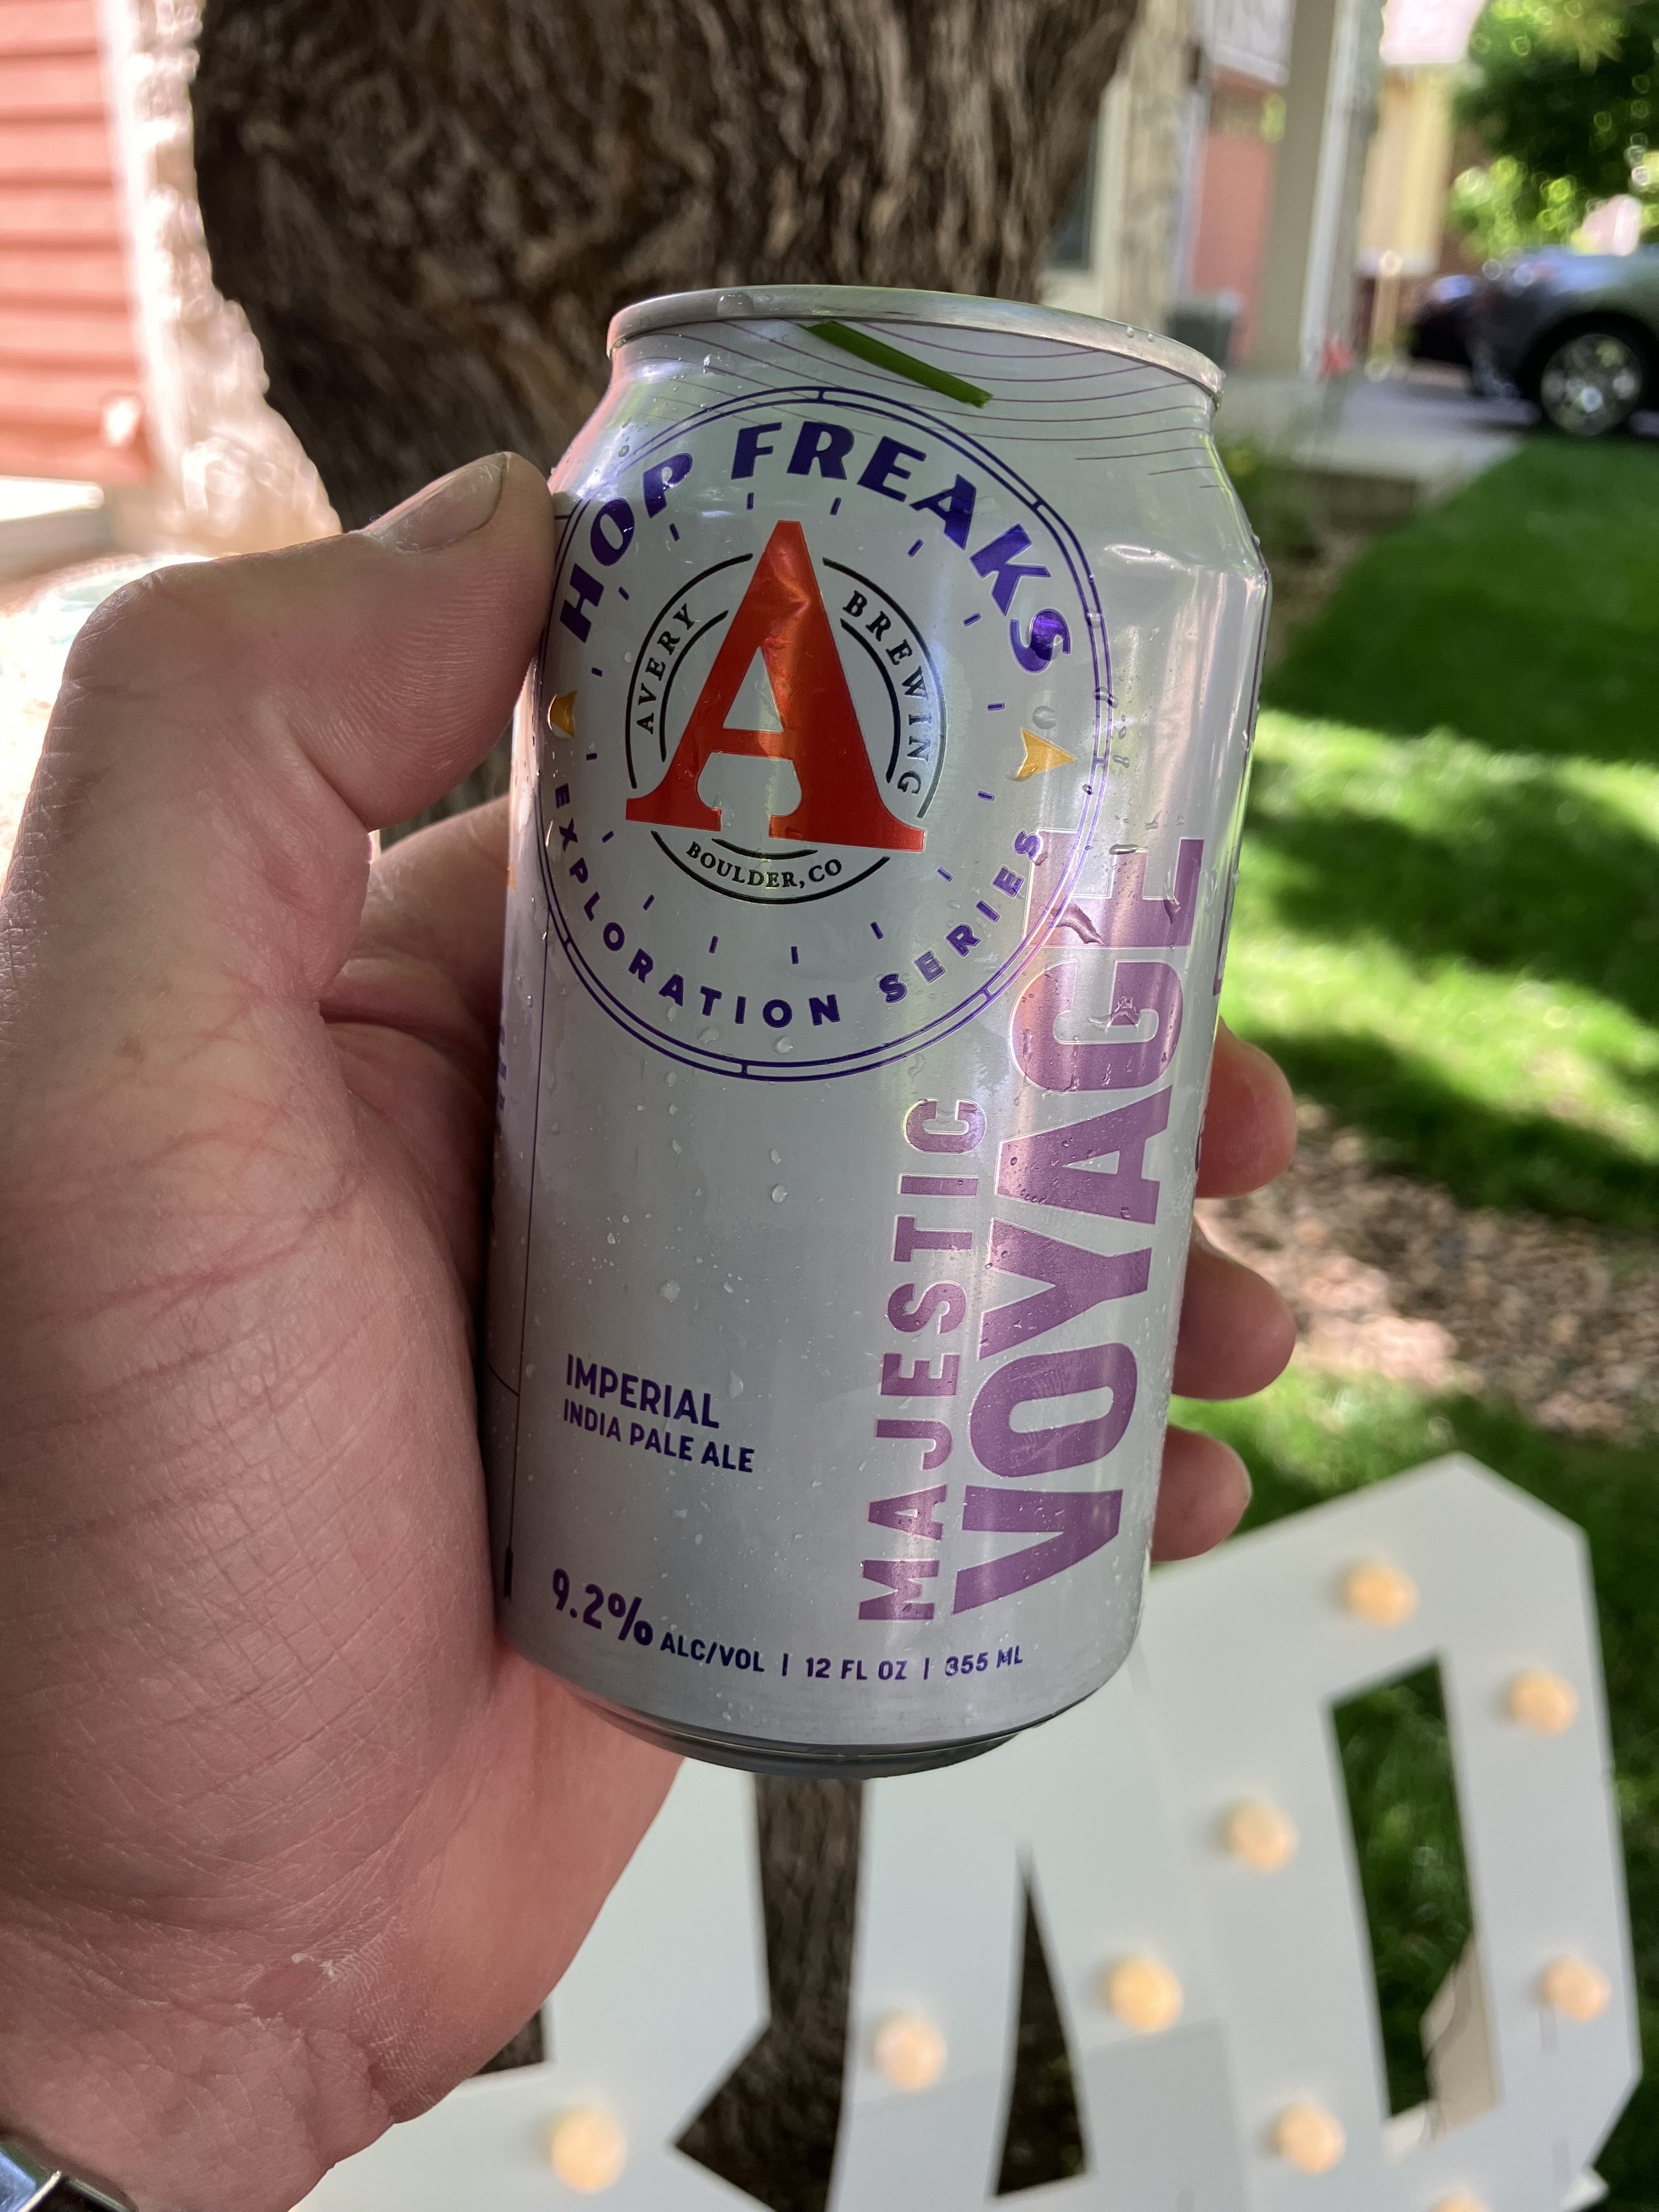 HOP FREAKS
AVERY BREWING
A
BOULDER, CO
EXPLORATION SERIES
MAJESTIC
VOYAGE
IMPERIAL
INDIA PALE ALE
9.2% ALC/VOL | 12 FL OZ | 355 ML